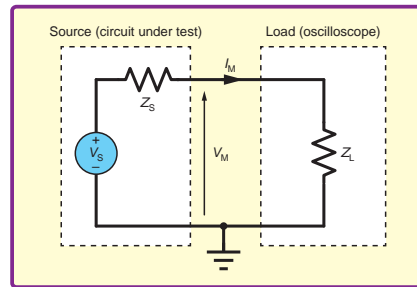 Source (circuit under test)
Load (oscilloscope)
I_M
Z_S
+
V_S
–
V_M
Z_L